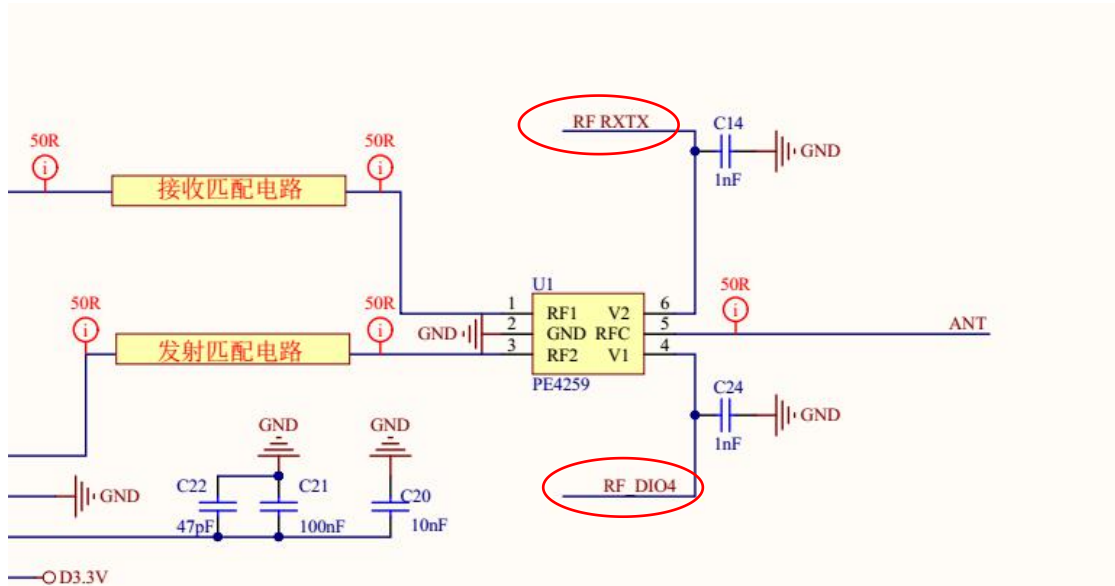 RF RXTX
C14
GND
1nF
50R
i
50R
i
接收匹配电路
U1
50R
i
1
RF1
V2
6
GND
2
GND
RFC
5
ANT
3
RF2
V1
4
PE4259
50R
i
50R
i
发射匹配电路
C24
GND
1nF
RF_DIO4
GND
GND
GND
C22
C21
C20
47pF
100nF
10nF
D3.3V